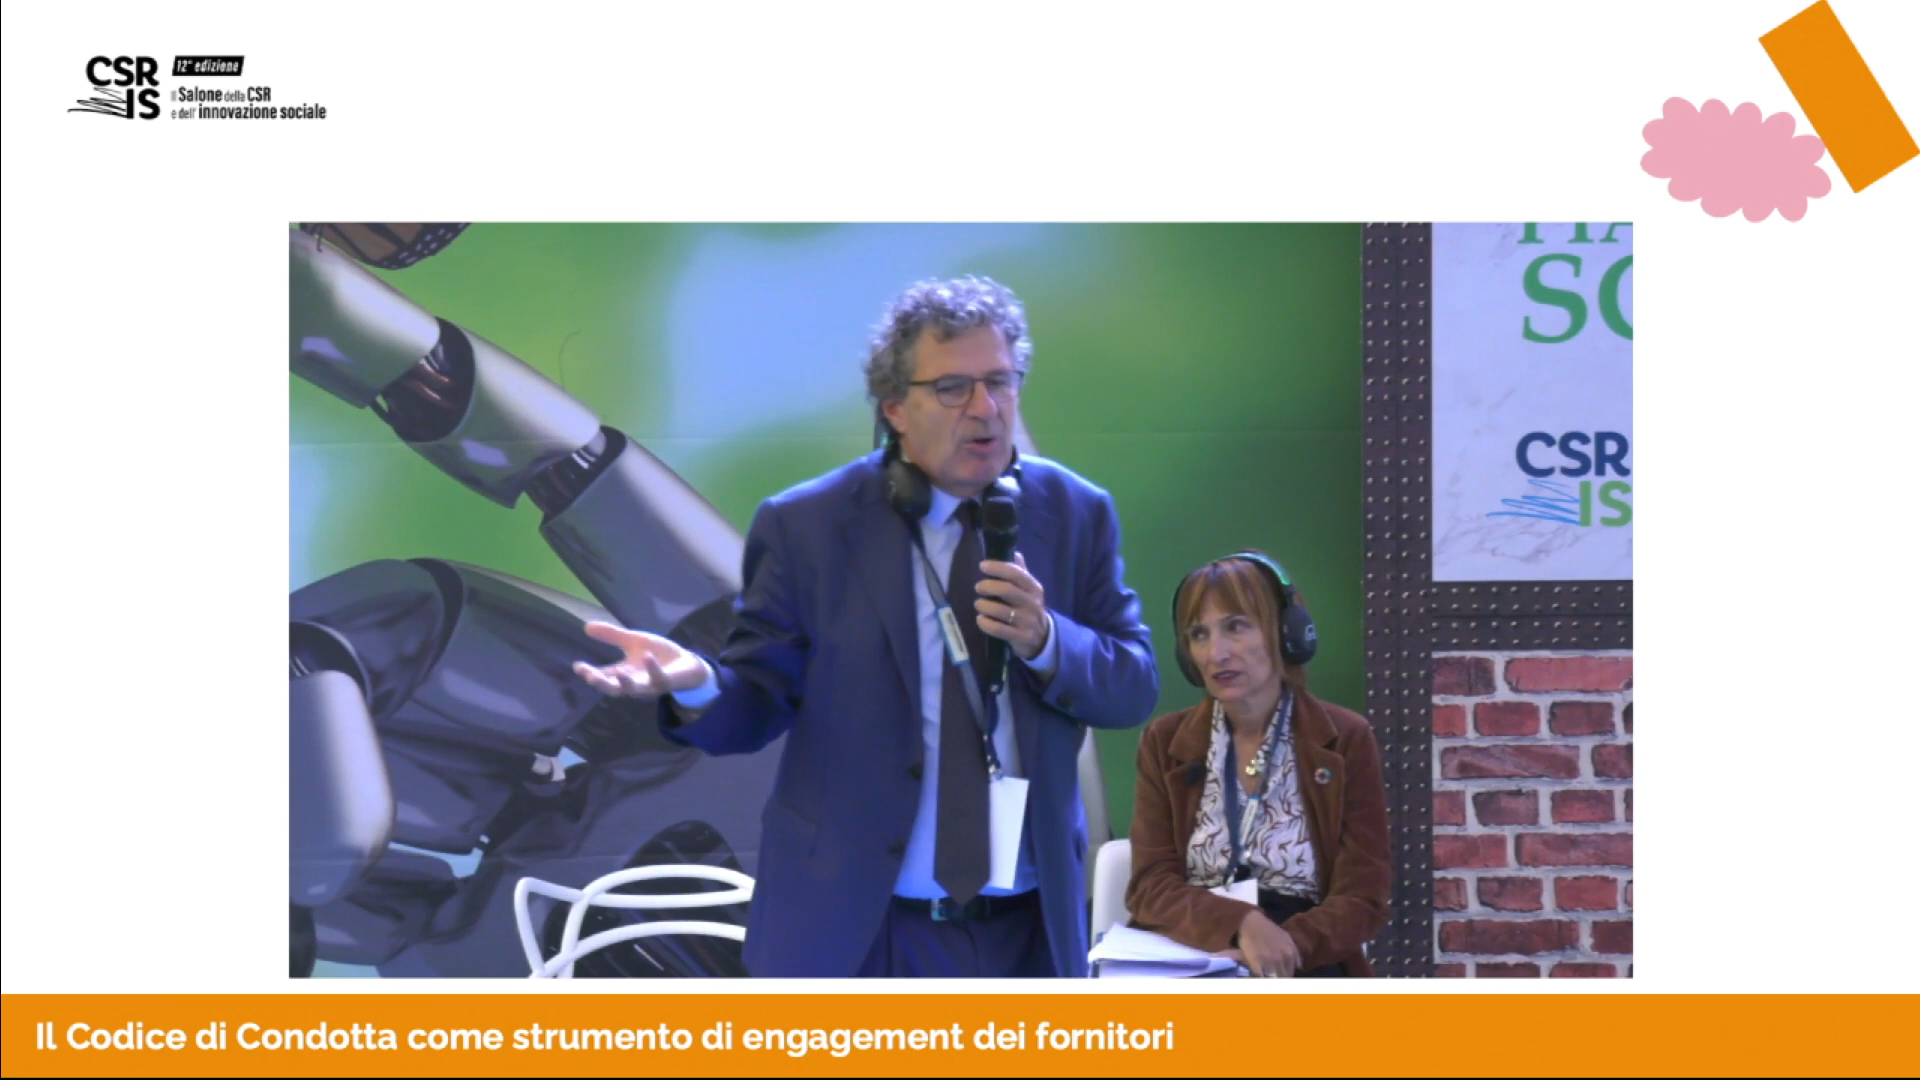 CSR
IS
12° edizione
Il Salone della CSR
e dell'innovazione sociale
SC
CSR
IS
Il Codice di Condotta come strumento di engagement dei fornitori